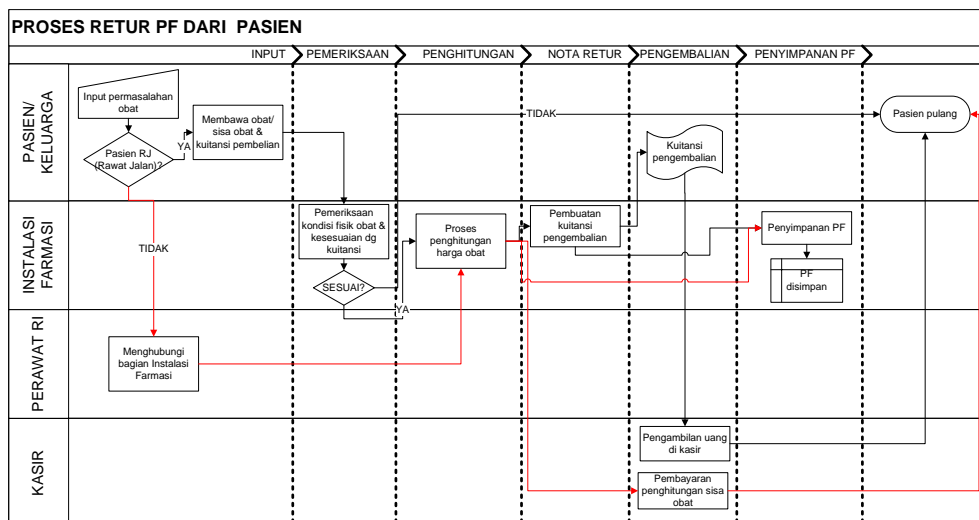 PROSES RETUR PF DARI PASIEN
INPUT
PEMERIKSAAN
PENGHITUNGAN
NOTA RETUR
PENGEMBALIAN
PENYIMPANAN PF
PASIEN/
KELUARGA
Input permasalahan
obat
Pasien RJ
(Rawat Jalan)?
YA
Membawa obat/
sisa obat &
kuitansi pembelian
TIDAK
Kuitansi
pengembalian
Pasien pulang
INSTALASI
FARMASI
TIDAK
Pemeriksaan
kondisi fisik obat &
kesesuaian dg
kuitansi
SESUAI?
YA
Proses
penghitungan
harga obat
Pembuatan
kuitansi
pengembalian
Penyimpanan PF
PF
disimpan
PERAWAT RI
Menghubungi
bagian Instalasi
Farmasi
KASIR
Pengambilan uang
di kasir
Pembayaran
penghitungan sisa
obat